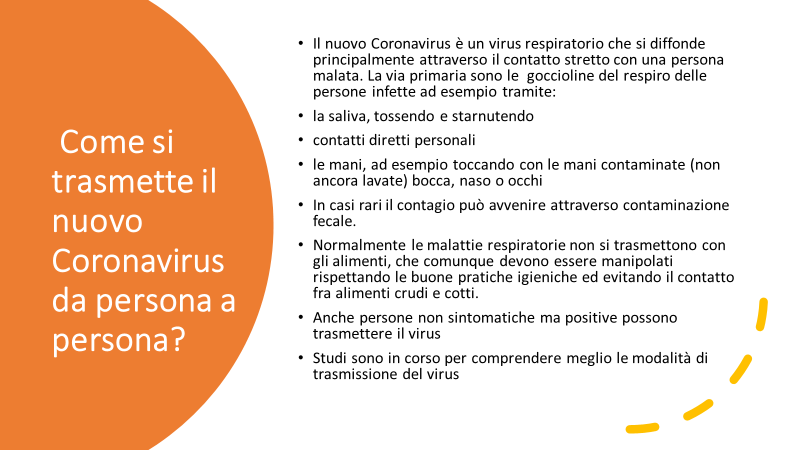 Come si
trasmette il
nuovo
Coronavirus
da persona a
persona?
• Il nuovo Coronavirus è un virus respiratorio che si diffonde
principalmente attraverso il contatto stretto con una persona
malata. La via primaria sono le goccioline del respiro delle
persone infette ad esempio tramite:
• la saliva, tossendo e starnutendo
• contatti diretti personali
• le mani, ad esempio toccando con le mani contaminate (non
ancora lavate) bocca, naso o occhi
• In casi rari il contagio può avvenire attraverso contaminazione
fecale.
• Normalmente le malattie respiratorie non si trasmettono con
gli alimenti, che comunque devono essere manipolati
rispettando le buone pratiche igieniche ed evitando il contatto
fra alimenti crudi e cotti.
• Anche persone non sintomatiche ma positive possono
trasmettere il virus
• Studi sono in corso per comprendere meglio le modalità di
trasmissione del virus